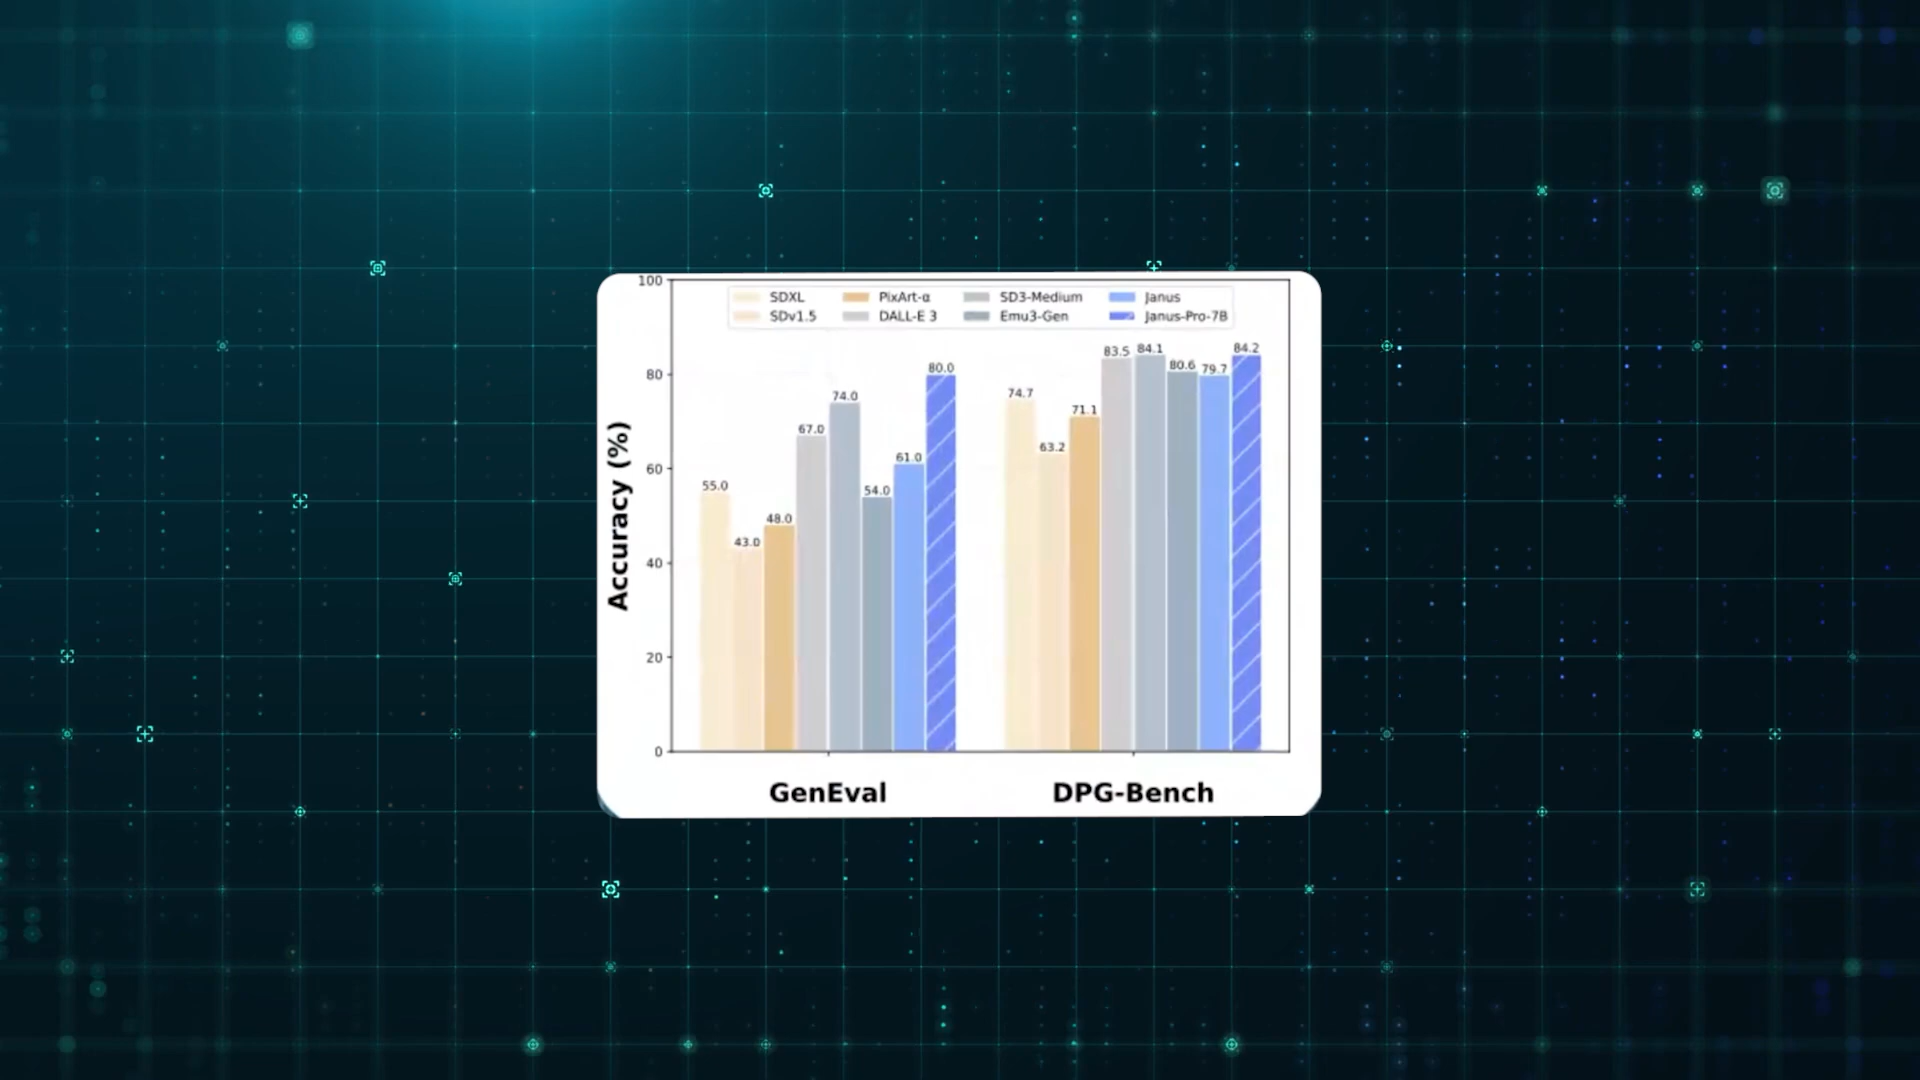 100
SDXL PixArt-α SD3-Medium Janus
SDv1.5 DALL-E 3 Emu3-Gen Janus-Pro-7B
80
60
40
20
0
Accuracy (%)
55.0 43.0 48.0 67.0 74.0 54.0 61.0 80.0
74.7 63.2 71.1 83.5 84.1 80.6 79.7 84.2
GenEval DPG-Bench